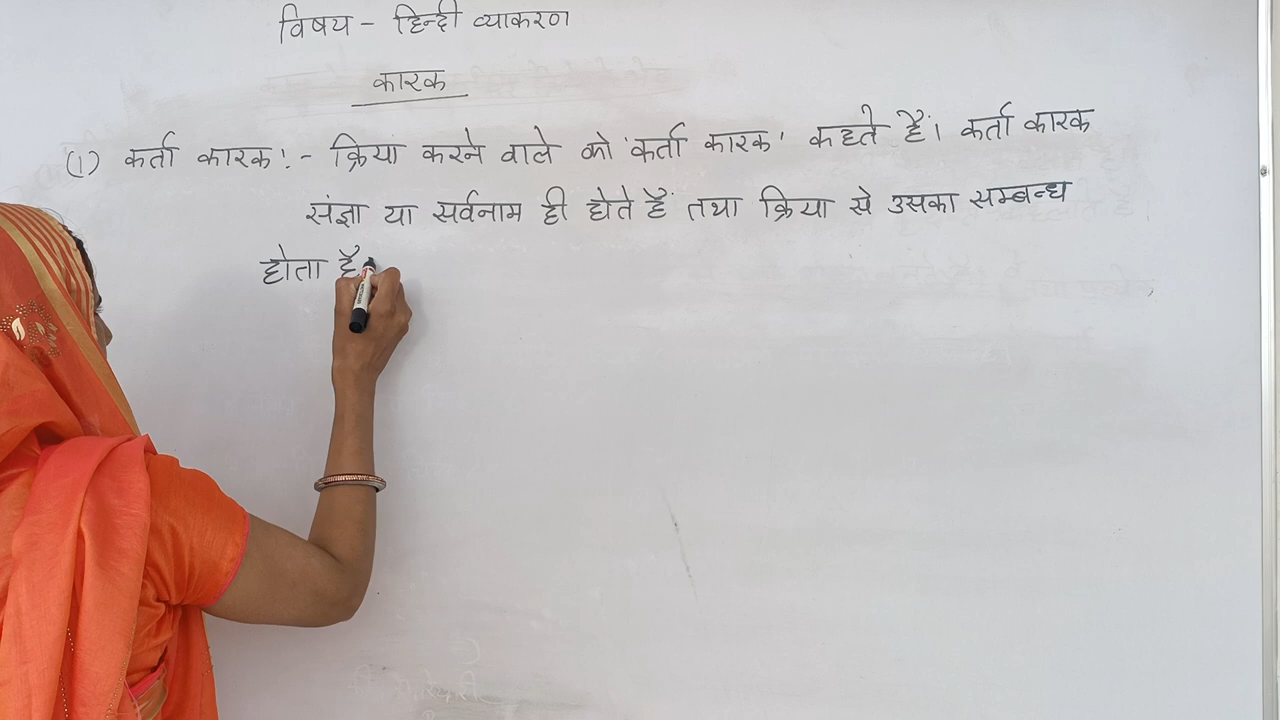 विषय - हिन्दी व्याकरण
कारक
(1) कर्ता कारक :- क्रिया करने वाले को 'कर्ता कारक' कहते हैं। कर्ता कारक
संज्ञा या सर्वनाम ही होते हैं तथा क्रिया से उसका सम्बन्ध
होता है